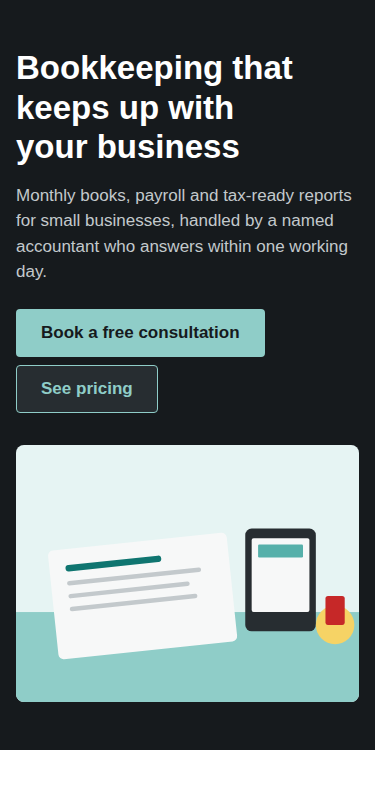 Bookkeeping that
keeps up with
your business
Monthly books, payroll and tax-ready reports
for small businesses, handled by a named
accountant who answers within one working
day.
Book a free consultation
See pricing